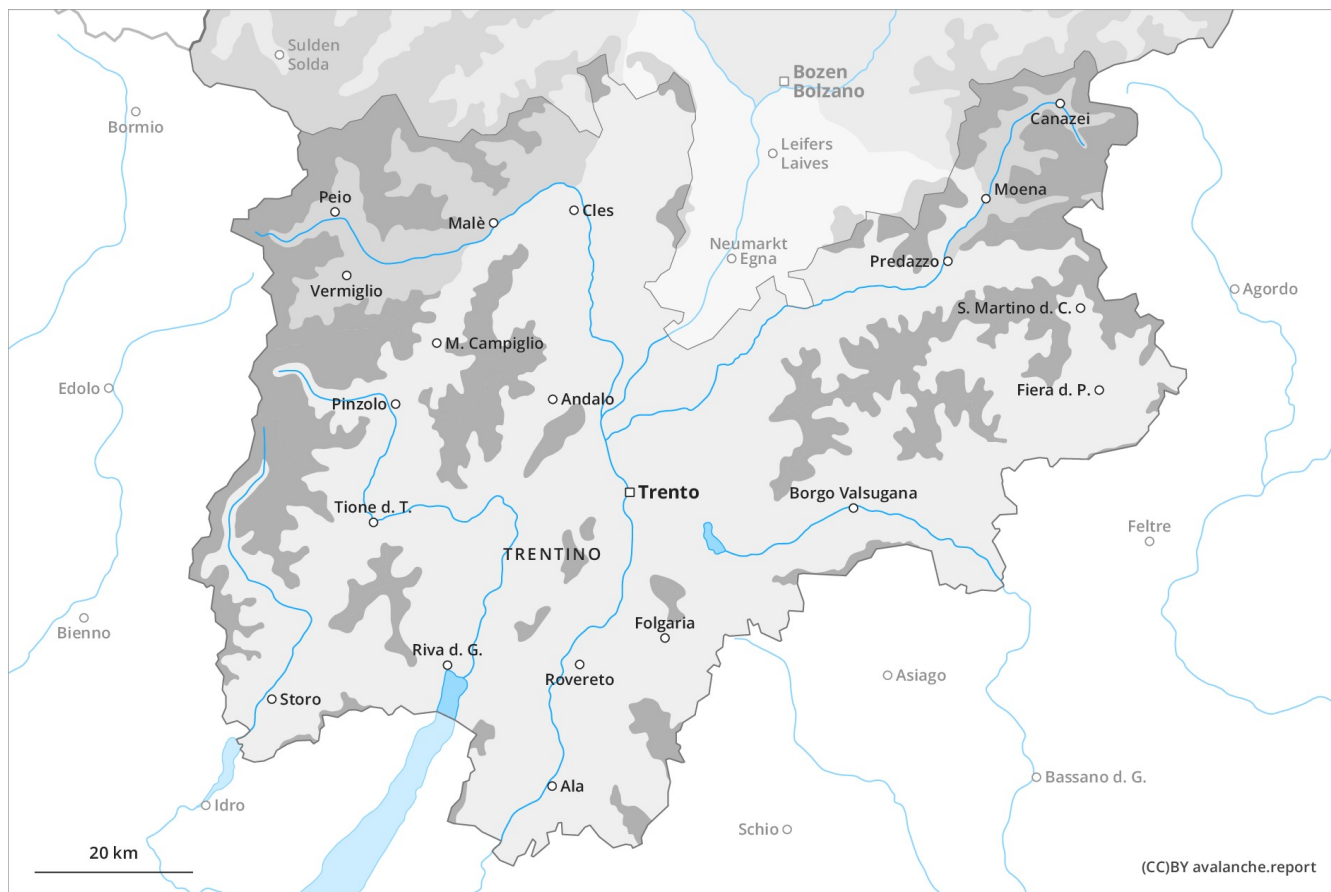 Sulden
Solda
Bozen
Bolzano
Bormio
Canazei
Leifers
Laives
Peio
Moena
Malè
Cles
Neumarkt
Egna
Predazzo
Vermiglio
Agordo
S. Martino d. C.
M. Campiglio
Edolo
Fiera d. P.
Pinzolo
Andalo
Trento
Borgo Valsugana
Tione d. T.
Feltre
TRENTINO
Bienno
Folgaria
Riva d. G.
Asiago
Rovereto
Storo
Bassano d. G.
Ala
Idro
Schio
20 km
(CC)BY avalanche.report